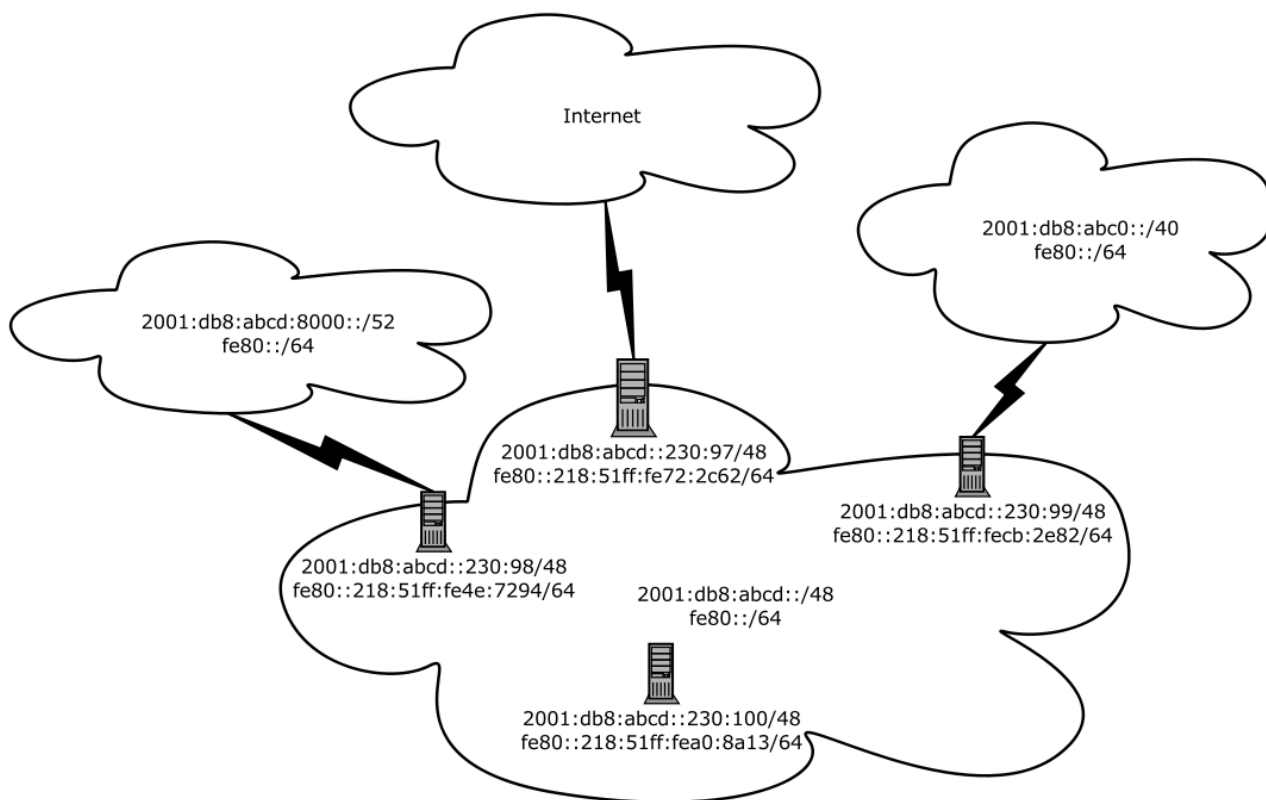 Internet
2001:db8:abc0::/40
fe80::/64
2001:db8:abcd:8000::/52
fe80::/64
2001:db8:abcd::230:97/48
fe80::218:51ff:fe72:2c62/64
2001:db8:abcd::230:99/48
fe80::218:51ff:fecb:2e82/64
2001:db8:abcd::230:98/48
fe80::218:51ff:fe4e:7294/64
2001:db8:abcd::/48
fe80::/64
2001:db8:abcd::230:100/48
fe80::218:51ff:fea0:8a13/64